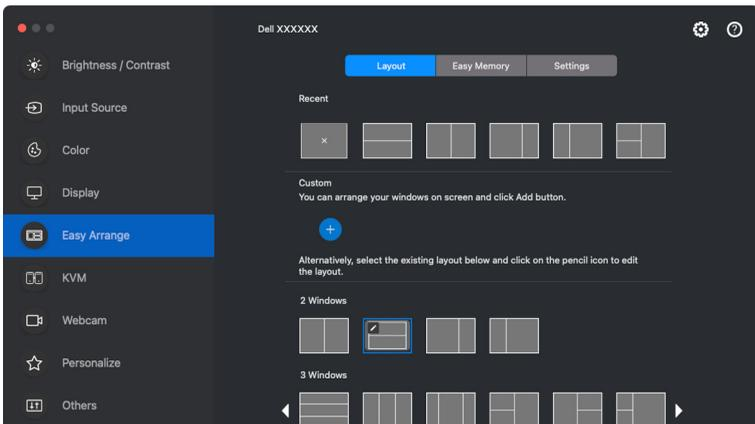 Dell XXXXXX
Brightness / Contrast
Input Source
Color
Display
Easy Arrange
KVM
Webcam
Personalize
Others
Layout Easy Memory Settings
Recent
Custom
You can arrange your windows on screen and click Add button.
Alternatively, select the existing layout below and click on the pencil icon to edit
the layout.
2 Windows
3 Windows